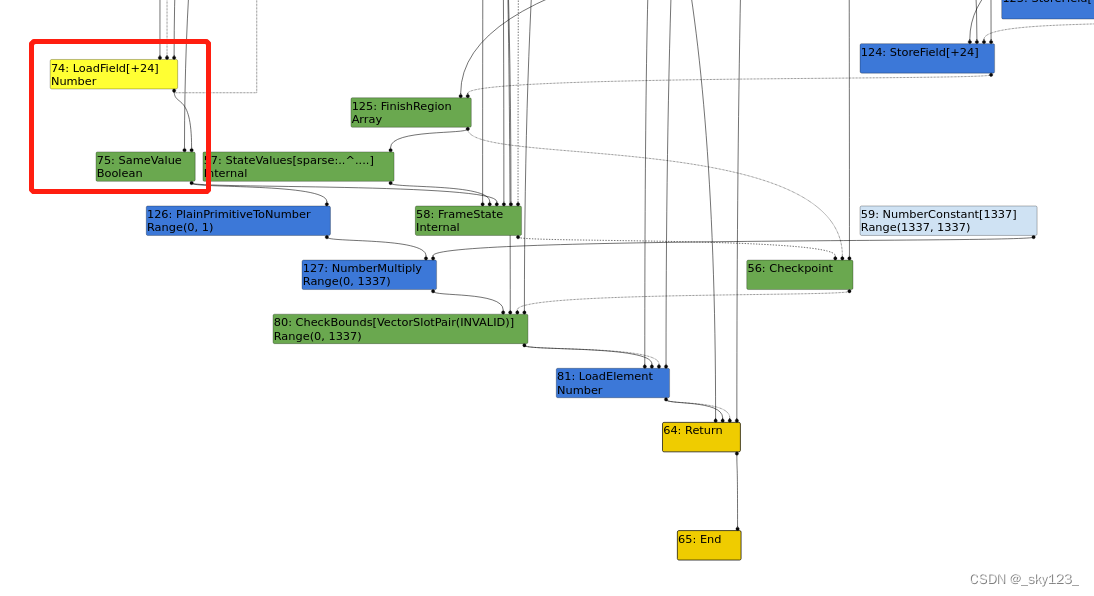 124: StoreField[+24]
74: LoadField[+24]
Number
125: FinishRegion
Array
75: SameValue
Boolean
57: StateValues[sparse:..^....]
Internal
126: PlainPrimitiveToNumber
Range(0, 1)
58: FrameState
Internal
59: NumberConstant[1337]
Range(1337, 1337)
127: NumberMultiply
Range(0, 1337)
56: Checkpoint
80: CheckBounds[VectorSlotPair(INVALID)]
Range(0, 1337)
81: LoadElement
Number
64: Return
65: End
CSDN @_sky123_